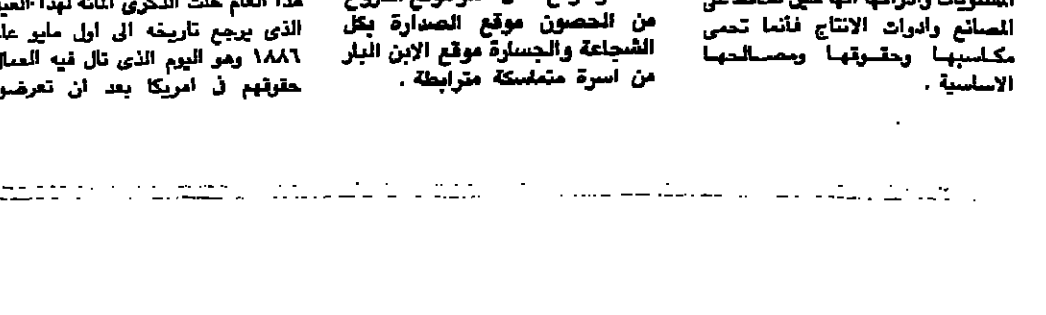 المصانع وادوات الانتاج فأنما تحمى
مكاسبها وحقوقها ومصالحها
الاساسية .
من الحصون موقع الصدارة بكل
الشجاعة والجسارة موقع الابن البار
من اسرة متماسكة مترابطة .
هذا العام حلت الذكرى المائة لهذا العيد
الذى يرجع تاريخه الى اول مايو عام
١٨٨٦ وهو اليوم الذى نال فيه العمال
حقوقهم فى امريكا بعد ان تعرضوا